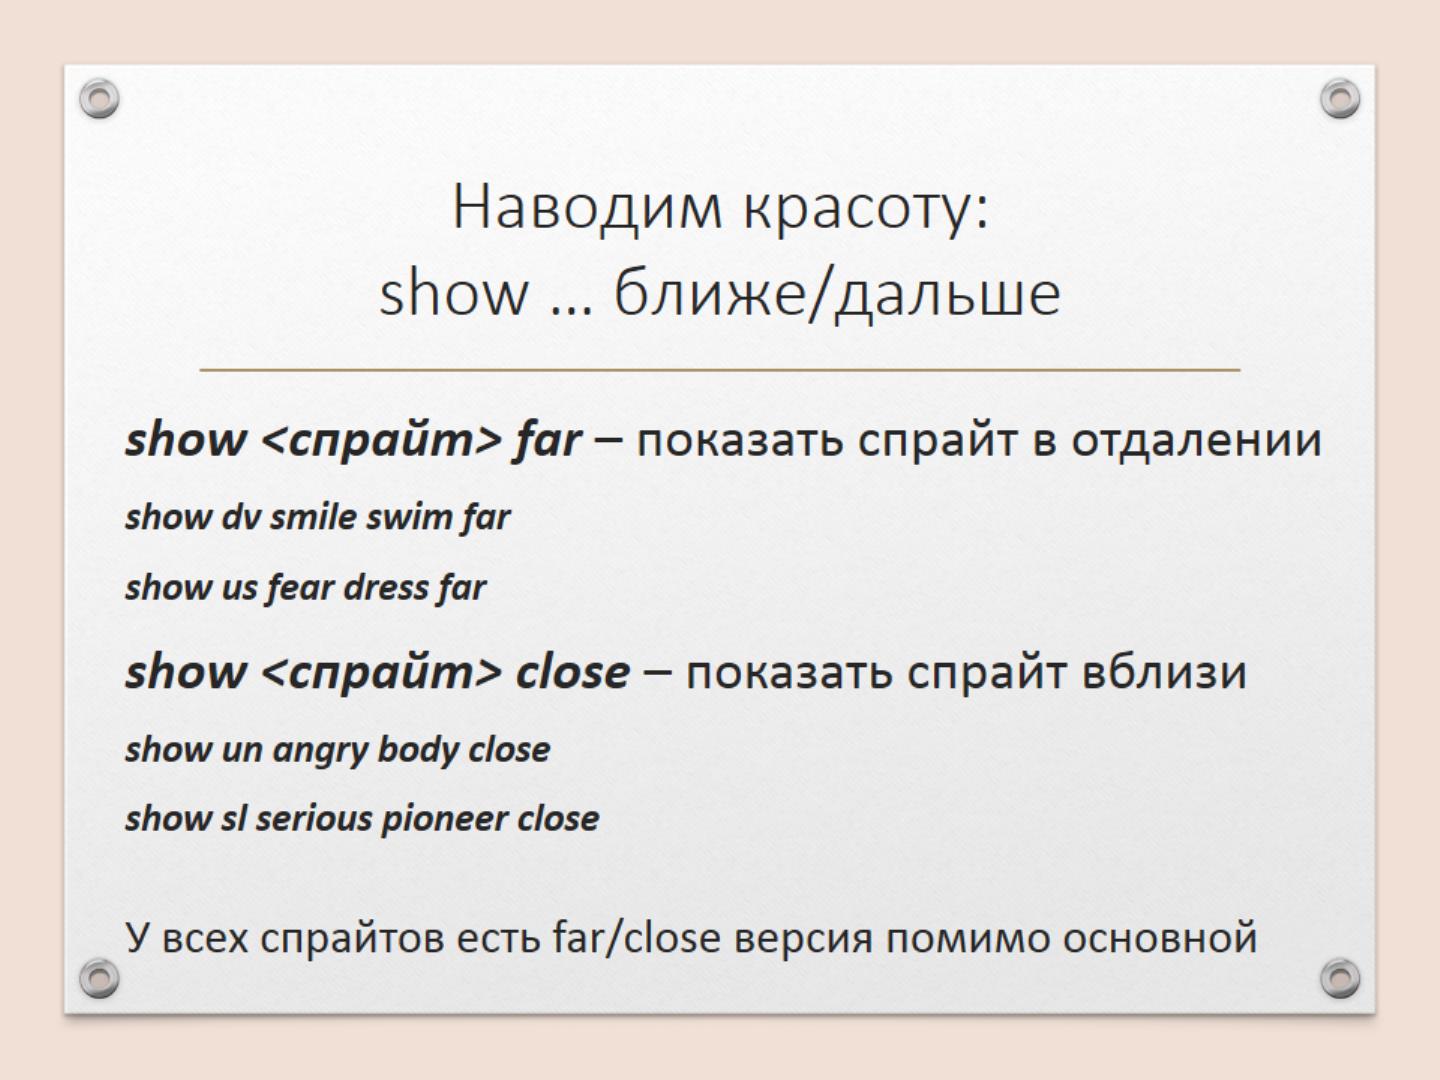 Наводим красоту:
show ... ближе/дальше
show <спрайт> far – показать спрайт в отдалении
show dv smile swim far
show us fear dress far
show <спрайт> close – показать спрайт вблизи
show un angry body close
show sl serious pioneer close
У всех спрайтов есть far/close версия помимо основной